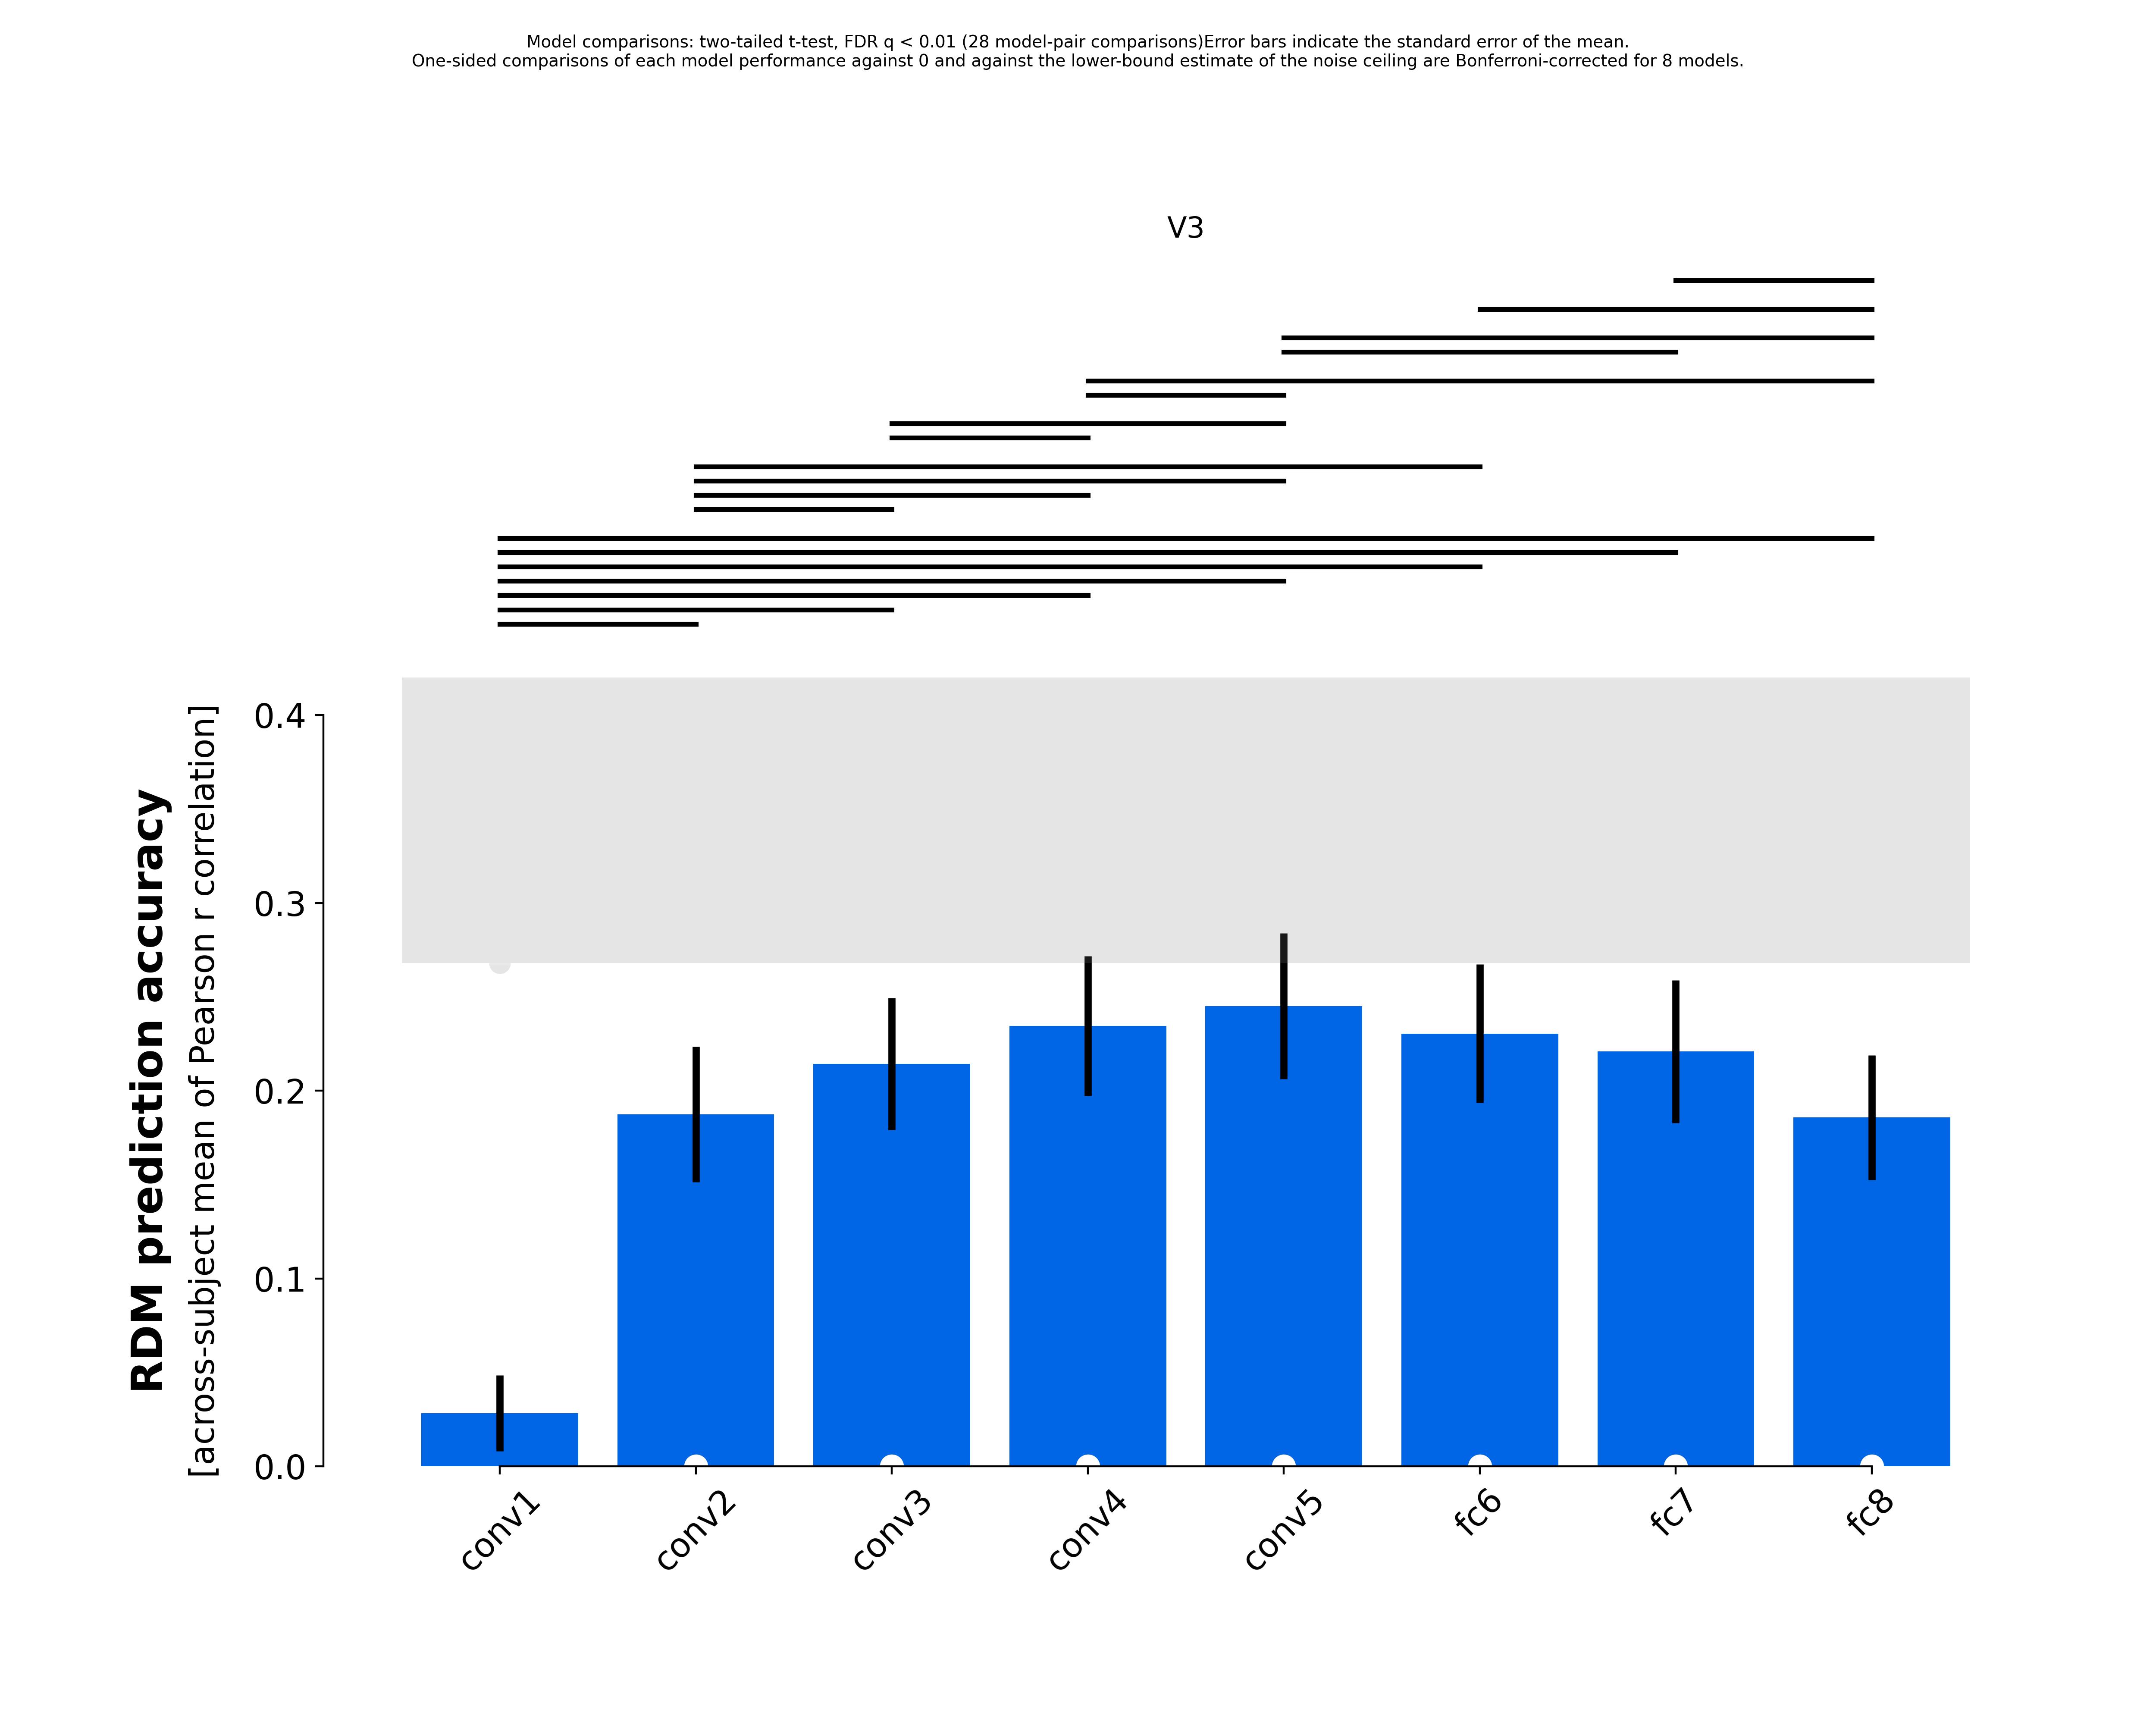 Model comparisons: two-tailed t-test, FDR q < 0.01 (28 model-pair comparisons)Error bars indicate the standard error of the mean.
One-sided comparisons of each model performance against 0 and against the lower-bound estimate of the noise ceiling are Bonferroni-corrected for 8 models.
V3
RDM prediction accuracy
[across-subject mean of Pearson r correlation]
0.4
0.3
0.2
0.1
0.0
conv1
conv2
conv3
conv4
conv5
fc6
fc7
fc8